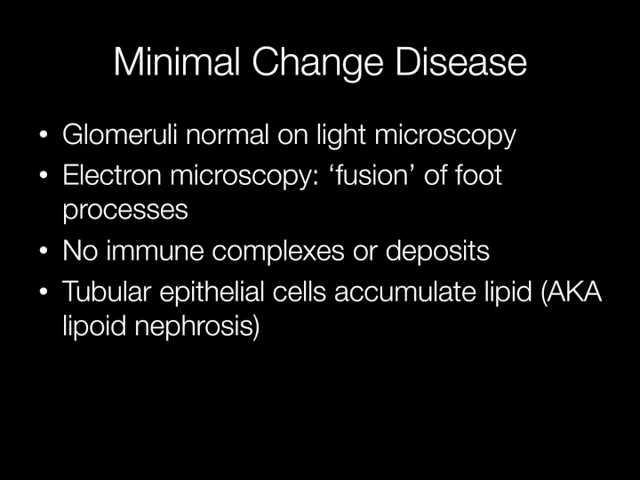 Minimal Change Disease
• Glomeruli normal on light microscopy
• Electron microscopy: ‘fusion’ of foot
processes
• No immune complexes or deposits
• Tubular epithelial cells accumulate lipid (AKA
lipoid nephrosis)